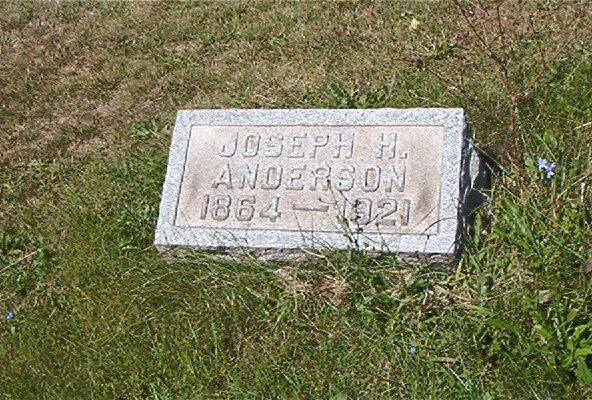 JOSEPH H.
ANDERSON
1864 — 1921